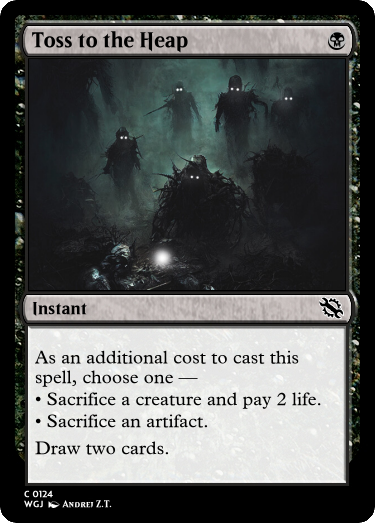 Toss to the Heap
Instant
As an additional cost to cast this
spell, choose one —
• Sacrifice a creature and pay 2 life.
• Sacrifice an artifact.
Draw two cards.
C 0124
WGJ Andrej Z.T.